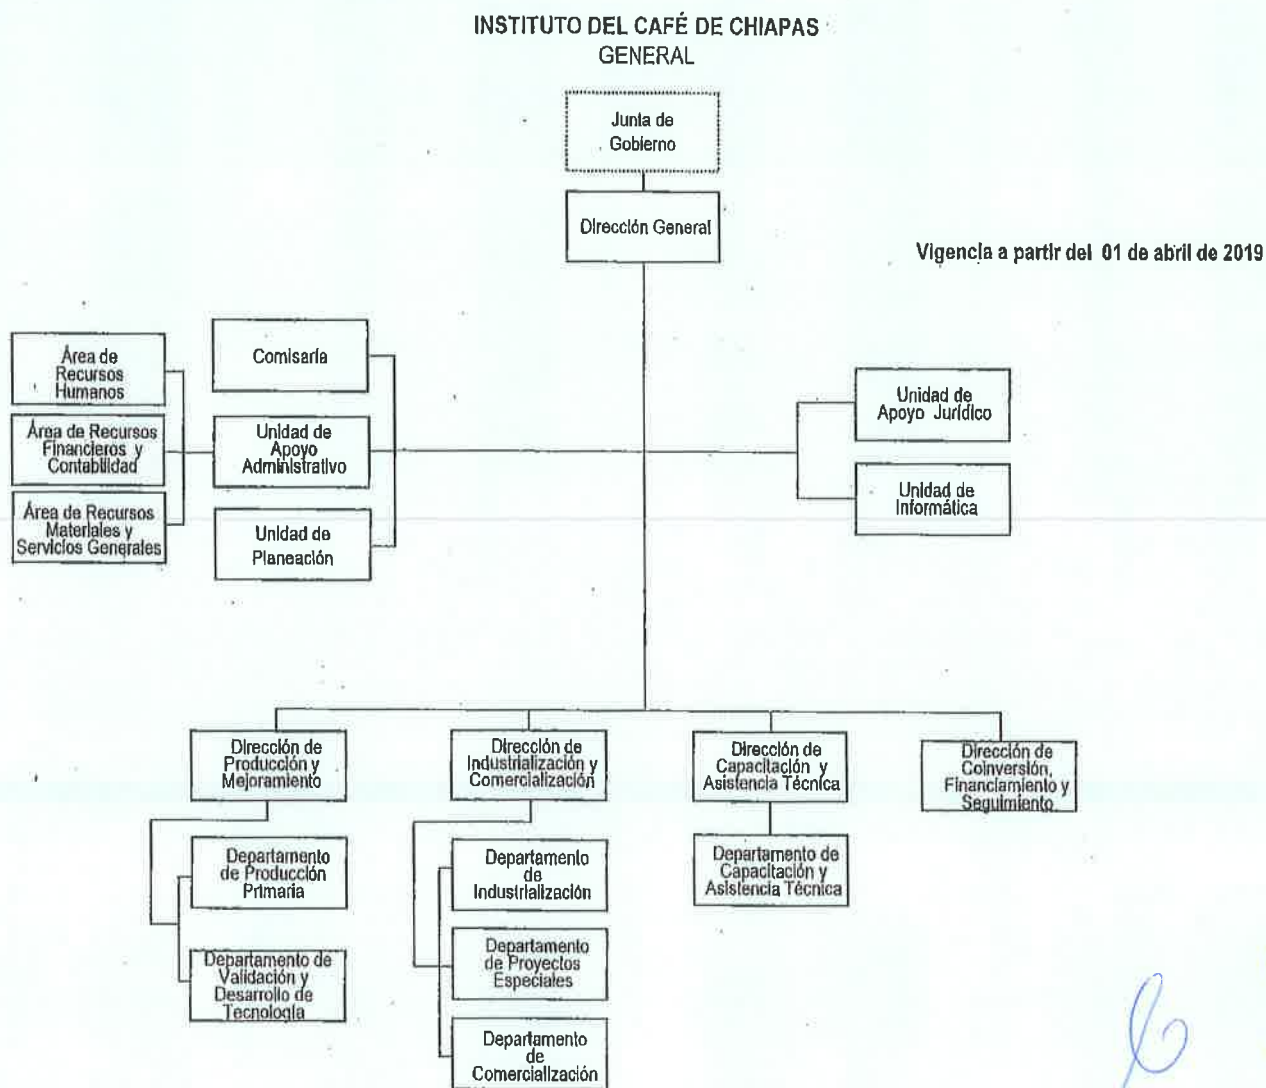 INSTITUTO DEL CAFÉ DE CHIAPAS
GENERAL
Junta de
Gobierno
Dirección General
Vigencia a partir del 01 de abril de 2019
Área de
Recursos
Humanos
Comisaría
Unidad de
Apoyo Jurídico
Área de Recursos
Financieros y
Contabilidad
Unidad de
Apoyo
Administrativo
Unidad de
Informática
Área de Recursos
Materiales y
Servicios Generales
Unidad de
Planeación
Dirección de
Producción y
Mejoramiento
Dirección de
Industrialización y
Comercialización
Dirección de
Capacitación y
Asistencia Técnica
Dirección de
Coinversión,
Financiamiento y
Seguimiento
Departamento
de Producción
Primaria
Departamento
de
Industrialización
Departamento de
Capacitación y
Asistencia Técnica
Departamento de
Validación y
Desarrollo de
Tecnología
Departamento
de Proyectos
Especiales
Departamento
de
Comercialización